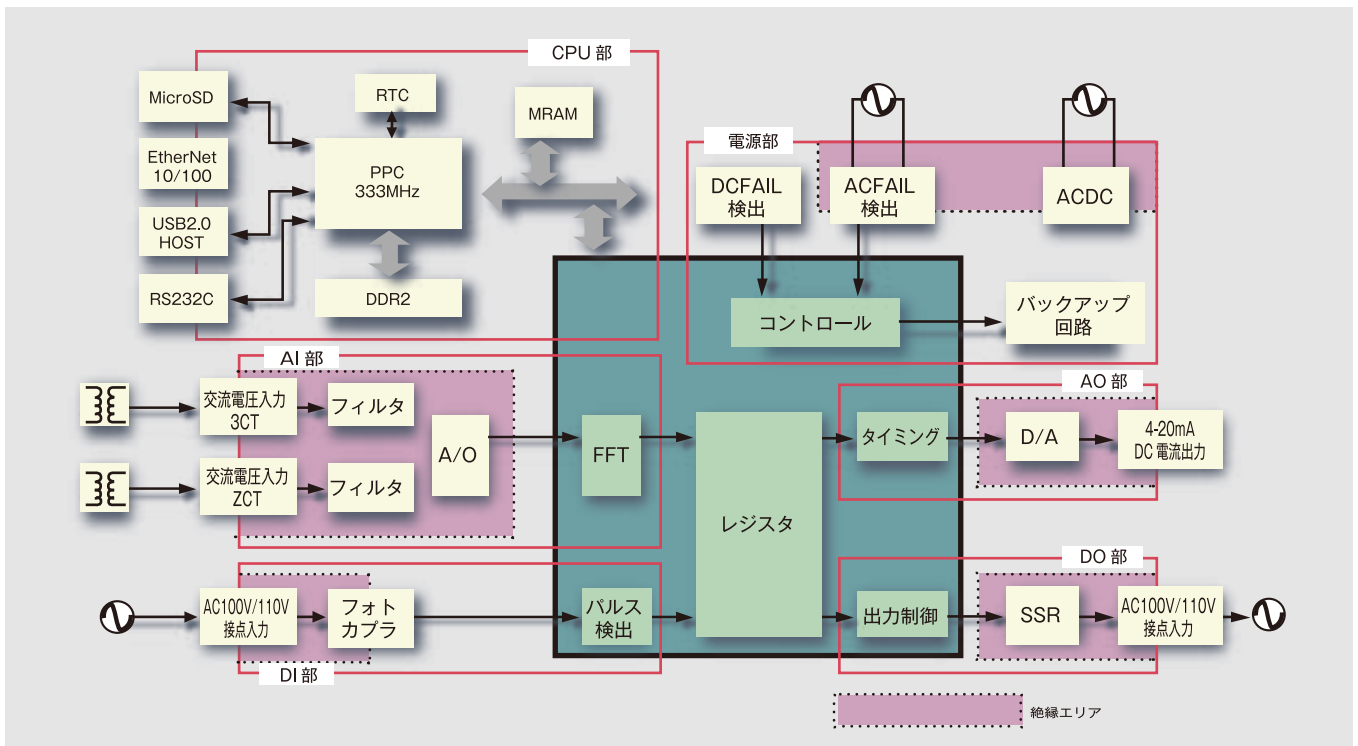 CPU 部
MicroSD
EtherNet
10/100
USB2.0
HOST
RS232C
RTC
PPC
333MHz
DDR2
MRAM
電源部
DCFAIL
検出
ACFAIL
検出
ACDC
コントロール
バックアップ
回路
AI 部
交流電圧入力
3CT
フィルタ
交流電圧入力
ZCT
フィルタ
A/O
FFT
レジスタ
AO 部
タイミング
D/A
4-20mA
DC 電流出力
DI 部
AC100V/110V
接点入力
フォト
カプラ
パルス
検出
DO 部
出力制御
SSR
AC100V/110V
接点入力
絶縁エリア